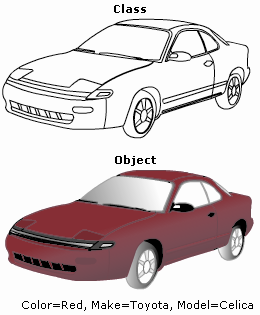 Class
Object
Color=Red, Make=Toyota, Model=Celica